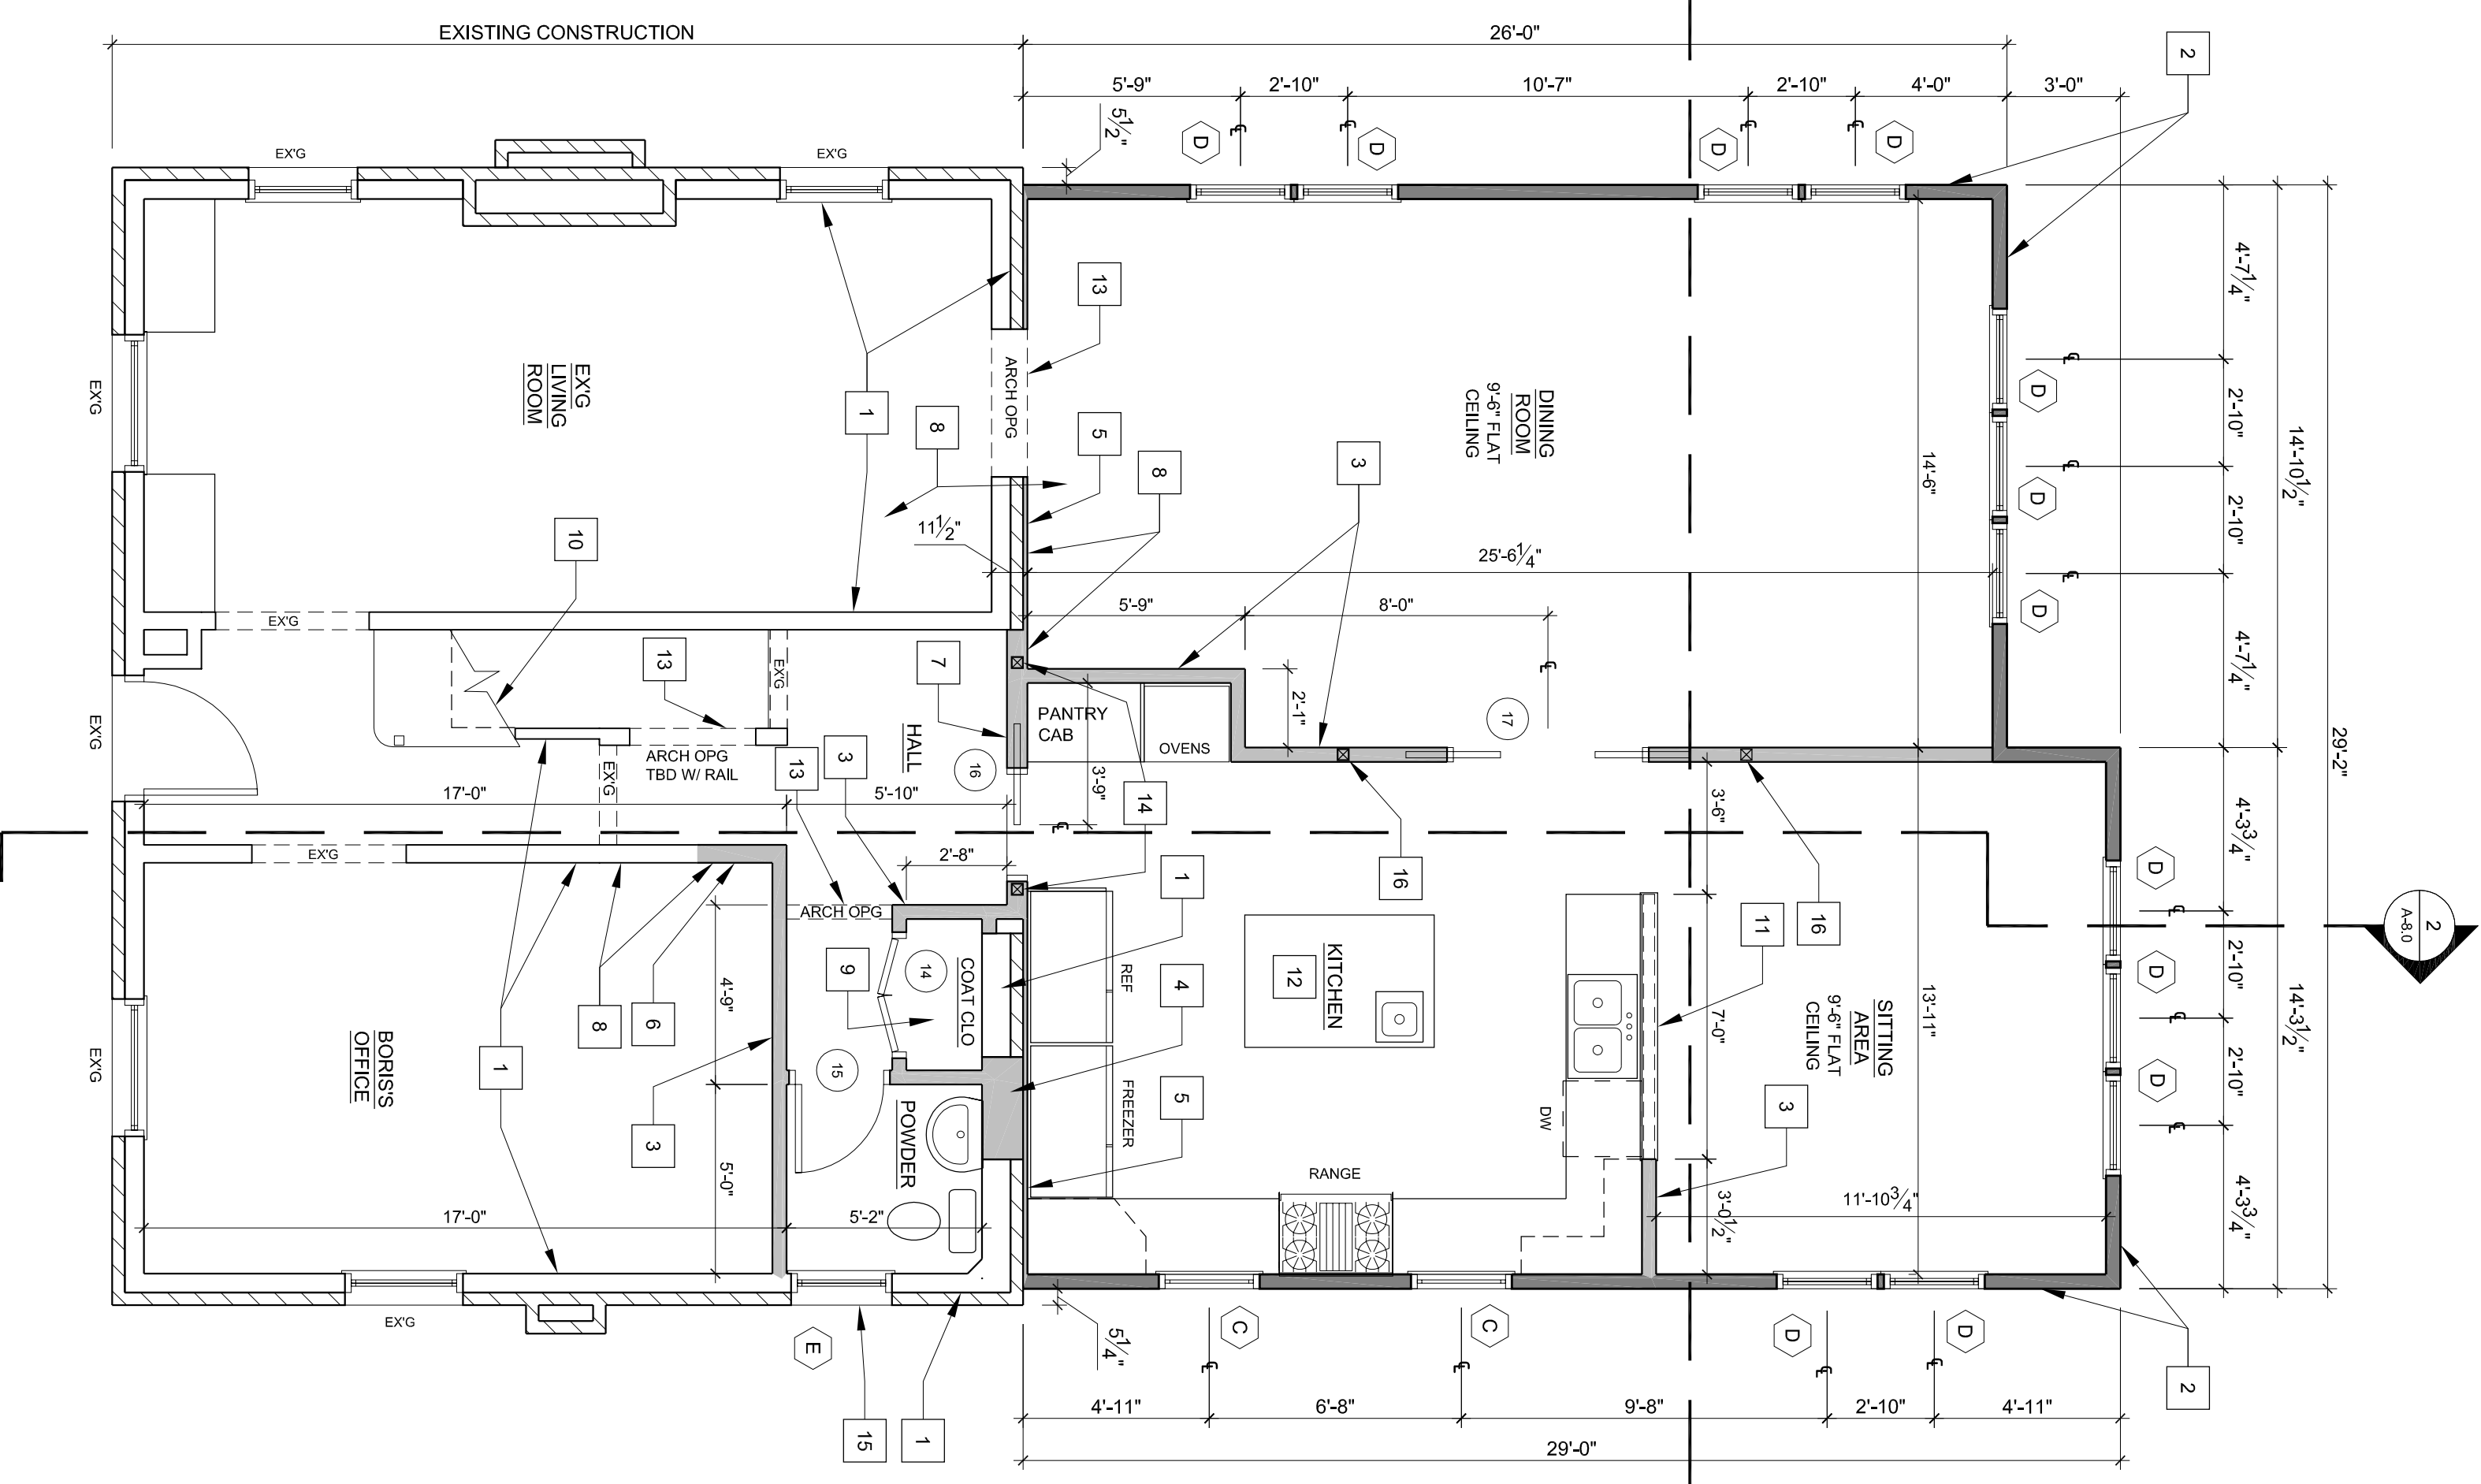 EXISTING CONSTRUCTION
26'-0"
2
5'-9"
2'-10"
10'-7"
2'-10"
4'-0"
3'-0"
5 1/2"
D
D
D
D
EX'G
EX'G
4'-7 1/4"
2'-10"
2'-10"
4'-7 1/4"
14'-10 1/2"
29'-2"
D
D
D
13
ARCH OPG
EX'G
EX'G
LIVING
ROOM
1
8
5
8
3
DINING
ROOM
9'-6" FLAT
CEILING
14'-6"
11 1/2"
25'-6 1/4"
10
5'-9"
8'-0"
EX'G
13
EX'G
7
2'-1"
17
PANTRY
CAB
OVENS
EX'G
HALL
ARCH OPG
TBD W/ RAIL
EX'G
13
3
16
3'-9"
14
17'-0"
5'-10"
3'-6"
4'-3 3/4"
2'-10"
2'-10"
4'-3 3/4"
14'-3 1/2"
EX'G
2'-8"
1
16
D
D
D
2
A-8.0
ARCH OPG
11
16
9
14
COAT CLO
REF
4
12
KITCHEN
4'-9"
7'-0"
SITTING
AREA
9'-6" FLAT
CEILING
13'-11"
8
6
EX'G
1
BORIS'S
OFFICE
15
3
POWDER
FREEZER
5
DW
3
5'-0"
RANGE
17'-0"
5'-2"
3'-0 1/2"
11'-10 3/4"
EX'G
E
5 1/4"
C
C
D
D
2
15
1
4'-11"
6'-8"
9'-8"
2'-10"
4'-11"
29'-0"